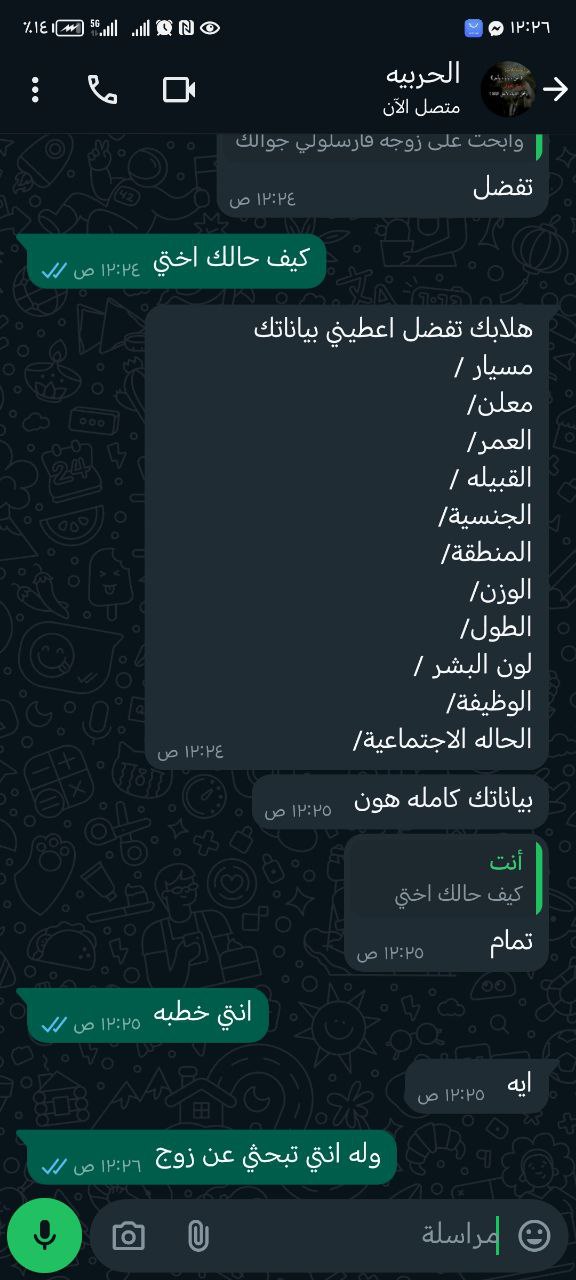 ٪١٤ 5G ١٢:٢٦
الحربيه
متصل الآن
وابحث على زوجه فارسلولي جوالك
تفضل
١٢:٢٤ ص
كيف حالك اختي
١٢:٢٤ ص
هلابك تفضل اعطيني بياناتك
مسيار /
معلن/
العمر/
القبيله /
الجنسية/
المنطقة/
الوزن/
الطول/
لون البشر /
الوظيفة/
الحاله الاجتماعية/
١٢:٢٤ ص
بياناتك كامله هون
١٢:٢٥ ص
أنت
كيف حالك اختي
تمام
١٢:٢٥ ص
انتي خطبه
١٢:٢٥ ص
ايه
١٢:٢٥ ص
وله انتي تبحثي عن زوج
١٢:٢٦ ص
مراسلة